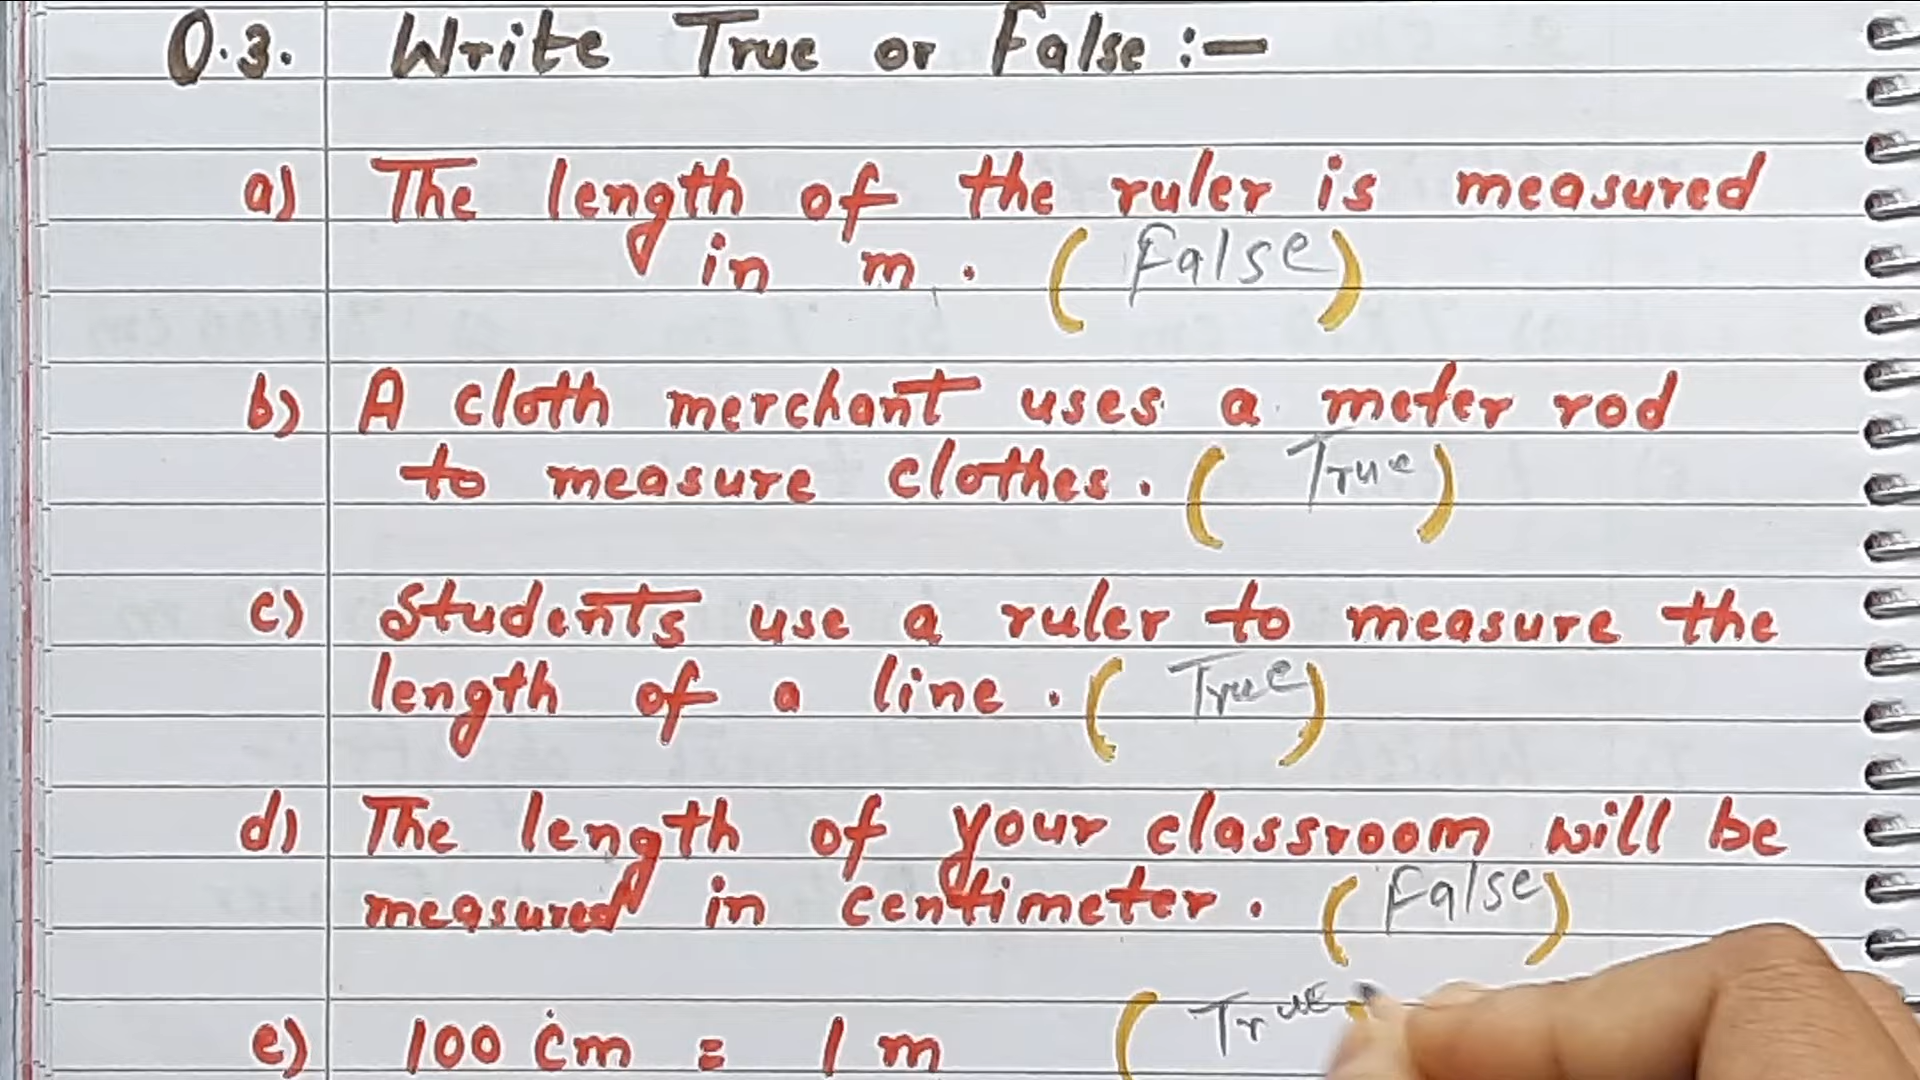 Q.3. Write True or False :-
a) The length of the ruler is measured
in m. ( False )
b) A cloth merchant uses a meter rod
to measure clothes. ( True )
c) Students use a ruler to measure the
length of a line. ( True )
d) The length of your classroom will be
measured in centimeter. ( False )
e) 100 cm = 1 m ( True